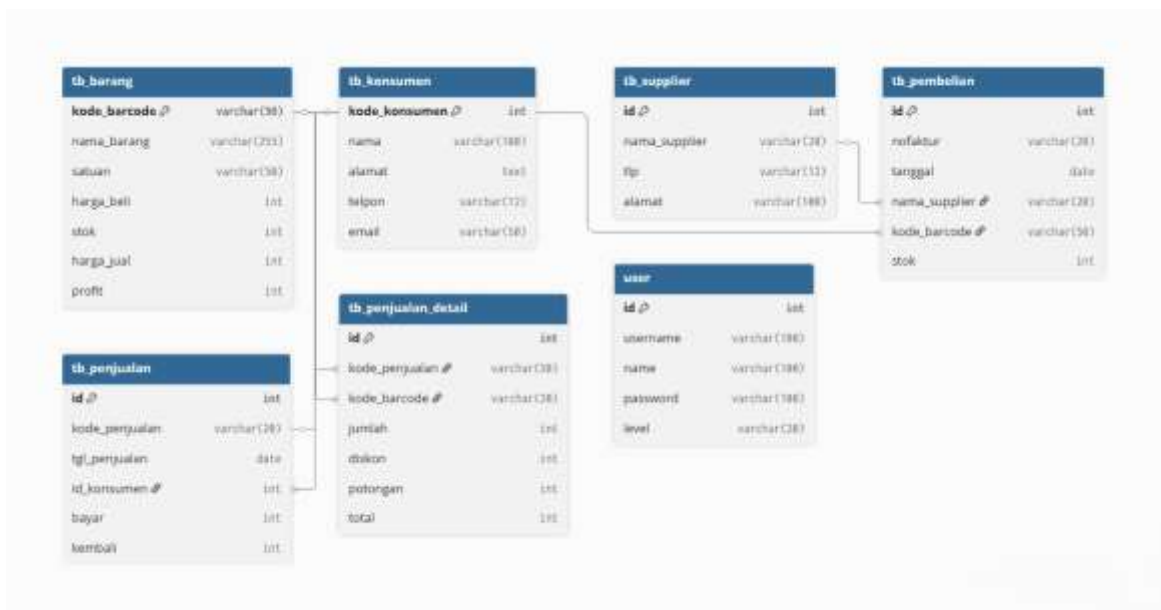 tb_barang
kode_barcode varchar(50)
nama_barang varchar(255)
satuan varchar(50)
harga_beli int
stok int
harga_jual int
profit int
tb_konsumen
kode_konsumen int
nama varchar(100)
alamat text
telpon varchar(12)
email varchar(50)
tb_supplier
id int
nama_supplier varchar(20)
tlp varchar(12)
alamat varchar(100)
tb_pembelian
id int
nofaktur varchar(20)
tanggal date
nama_supplier varchar(20)
kode_barcode varchar(50)
stok int
tb_penjualan
id int
kode_penjualan varchar(20)
tgl_penjualan date
id_konsumen int
bayar int
kembali int
tb_penjualan_detail
id int
kode_penjualan
kode_barcode
jumlah int
diskon int
potongan int
total int
user
id int
username varchar(100)
name varchar(100)
password varchar(100)
level varchar(20)